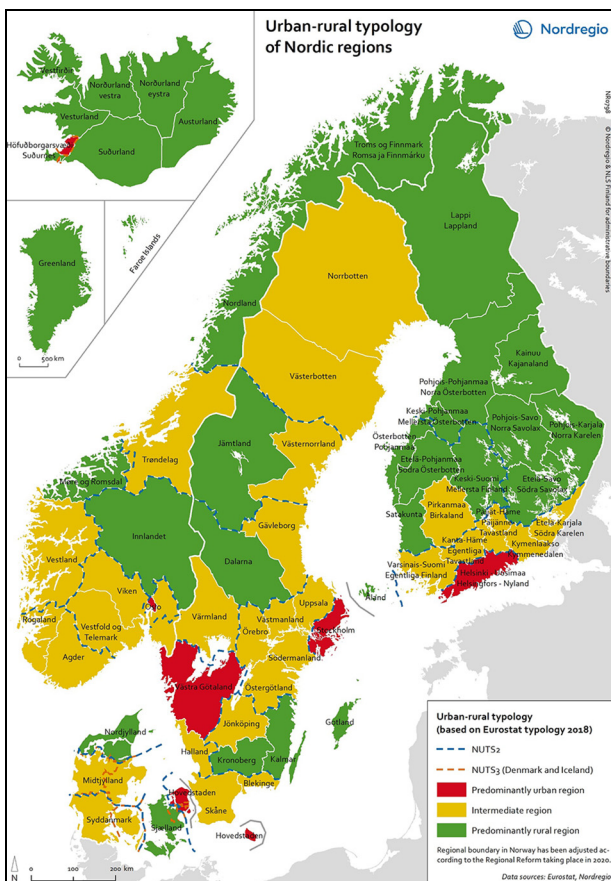 Urban-rural typology
of Nordic regions
Nordregio
NR0798
© Nordregio & NLS Finland for administrative boundaries
Vestfirðir
Norðurland
vestra
Norðurland
eystra
Vesturland
Austurland
Höfuðborgarsvæði
Suðurnes
Suðurland
Greenland
Faroe Islands
0
500 km
Troms og Finnmark
Romsa ja Finnmárku
Lappi
Lappland
Norrbotten
Nordland
Västerbotten
Kainuu
Kajanaland
Pohjois-Pohjanmaa
Norra Österbotten
Keski-Pohjanmaa
Mellersta Österbotten
Pohjois-Savo
Norra Savolax
Pohjois-Karjala
Norra Karelen
Österbotten
Pohjanmaa
Etelä-Pohjanmaa
Södra Österbotten
Keski-Suomi
Mellersta Finland
Etelä-Savo
Södra Savolax
Jämtland
Västernorrland
Trøndelag
Møre og Romsdal
Satakunta
Pirkanmaa
Birkaland
Päijät-Häme
Päijänne
Tavastland
Etelä-Karjala
Södra Karelen
Kanta-Häme
Egentliga
Tavastland
Kymenlaakso
Kymmenedalen
Varsinais-Suomi
Egentliga Finland
Helsinki - Uusimaa
Helsingfors - Nyland
Åland
Gävleborg
Innlandet
Dalarna
Vestland
Viken
Oslo
Uppsala
Värmland
Västmanland
Örebro
Stockholm
Rogaland
Vestfold og
Telemark
Agder
Södermanland
Östergötland
Västra Götaland
Jönköping
Gotland
Nordjylland
Halland
Kronoberg
Kalmar
Blekinge
Midtjylland
Hovedstaden
Skåne
Syddanmark
Sjælland
Hovedstaden
N
0
100
200 km
Urban-rural typology
(based on Eurostat typology 2018)
NUTS2
NUTS3 (Denmark and Iceland)
Predominantly urban region
Intermediate region
Predominantly rural region
Regional boundary in Norway has been adjusted ac-
cording to the Regional Reform taking place in 2020.
Data sources: Eurostat, Nordregio